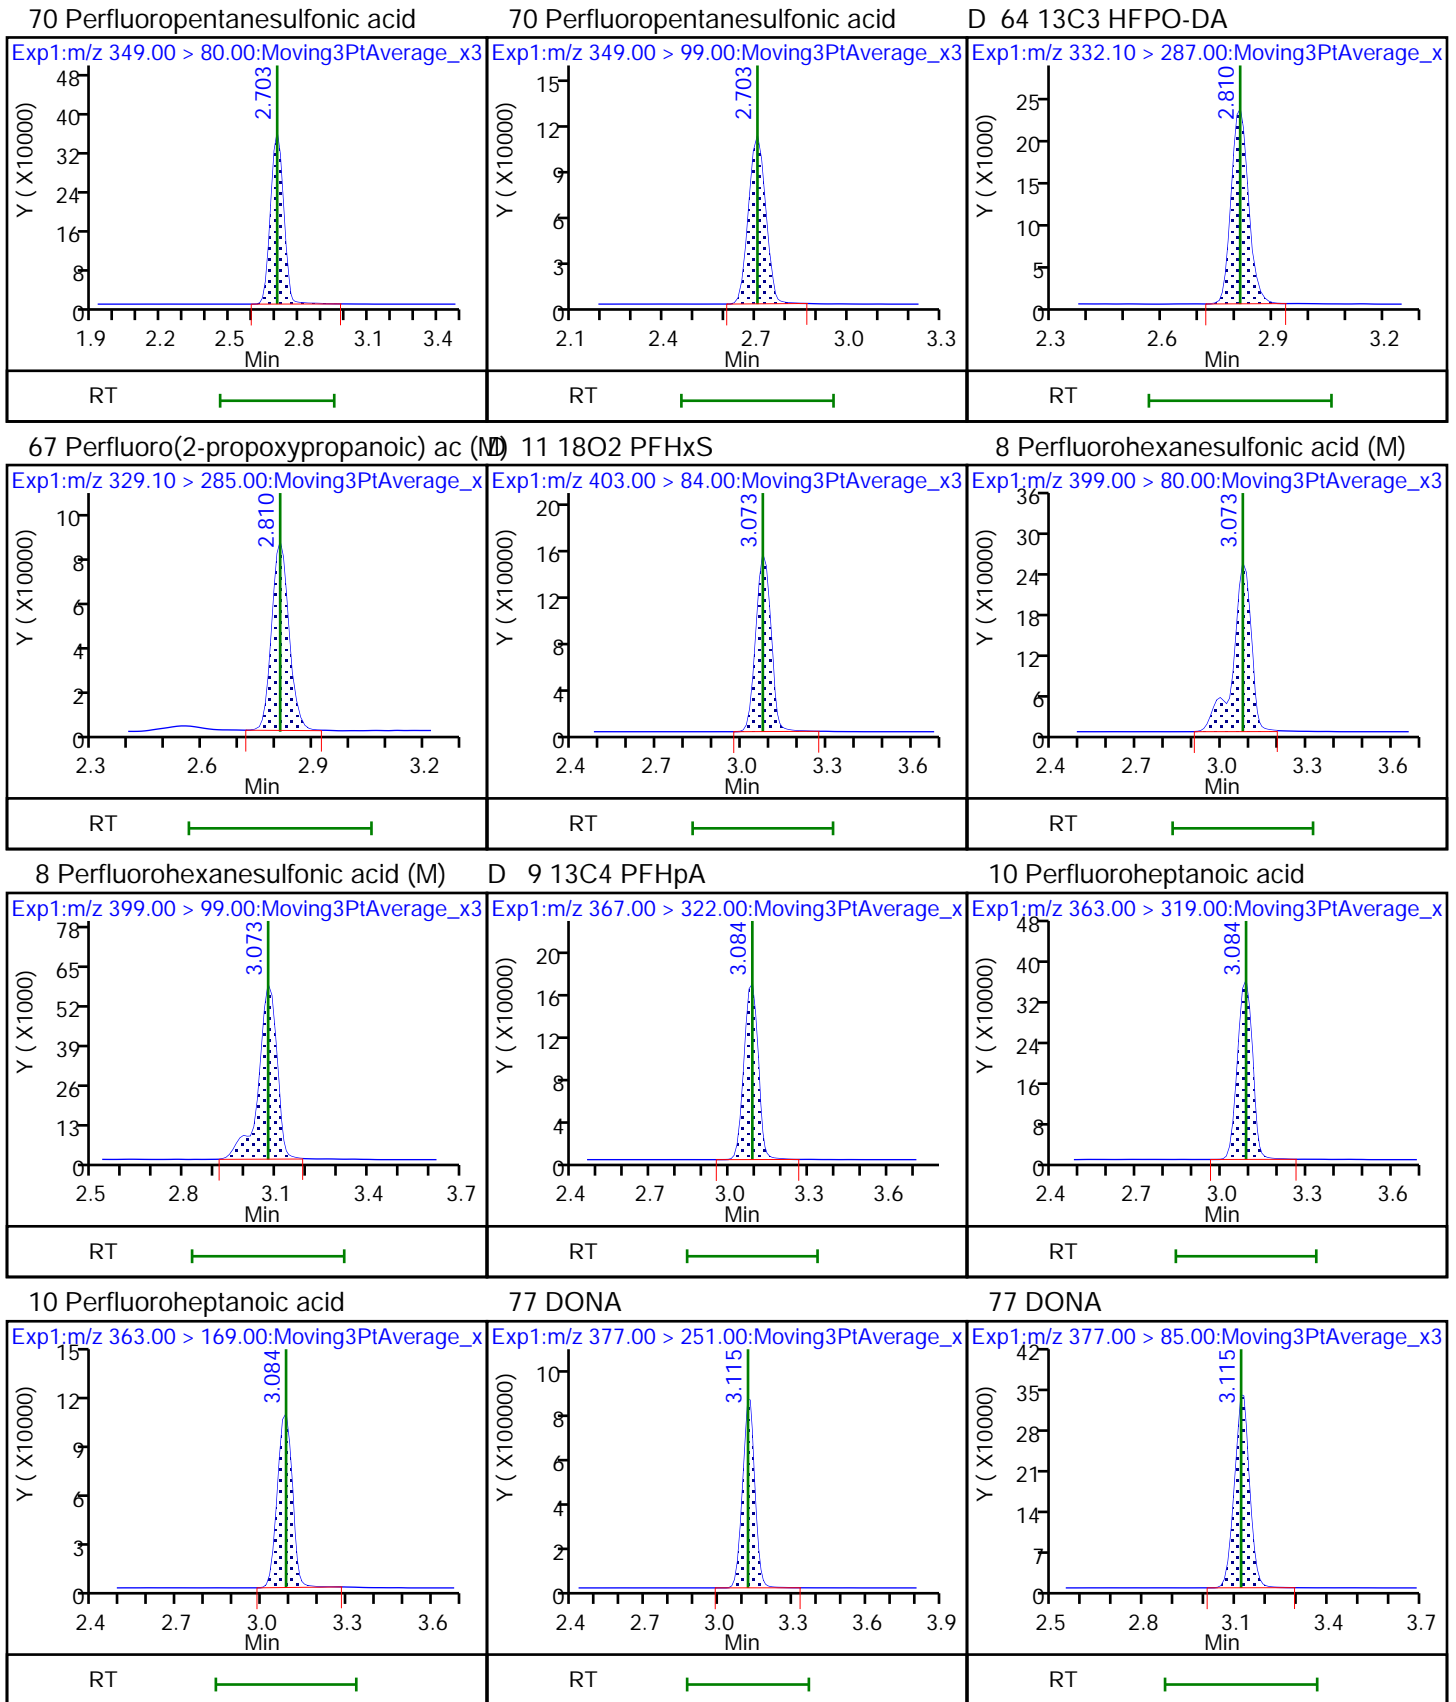 70 Perfluoropentanesulfonic acid
Exp1:m/z 349.00 > 80.00:Moving3PtAverage_x3
Y ( X10000)
48
40
32
24
16
8
0
2.703
1.9 2.2 2.5 2.8 3.1 3.4
Min
RT
70 Perfluoropentanesulfonic acid
Exp1:m/z 349.00 > 99.00:Moving3PtAverage_x3
Y ( X10000)
15
12
9
6
3
0
2.703
2.1 2.4 2.7 3.0 3.3
Min
RT
D 64 13C3 HFPO-DA
Exp1:m/z 332.10 > 287.00:Moving3PtAverage_x
Y ( X1000)
25
20
15
10
5
0
2.810
2.3 2.6 2.9 3.2
Min
RT
67 Perfluoro(2-propoxypropanoic) ac (M)
Exp1:m/z 329.10 > 285.00:Moving3PtAverage_x
Y ( X10000)
10
8
6
4
2
0
2.810
2.3 2.6 2.9 3.2
Min
RT
D 11 18O2 PFHxS
Exp1:m/z 403.00 > 84.00:Moving3PtAverage_x3
Y ( X10000)
20
16
12
8
4
0
3.073
2.4 2.7 3.0 3.3 3.6
Min
RT
8 Perfluorohexanesulfonic acid (M)
Exp1:m/z 399.00 > 80.00:Moving3PtAverage_x3
Y ( X10000)
36
30
24
18
12
6
0
3.073
2.4 2.7 3.0 3.3 3.6
Min
RT
8 Perfluorohexanesulfonic acid (M)
Exp1:m/z 399.00 > 99.00:Moving3PtAverage_x3
Y ( X1000)
78
65
52
39
26
13
0
3.073
2.5 2.8 3.1 3.4 3.7
Min
RT
D 9 13C4 PFHpA
Exp1:m/z 367.00 > 322.00:Moving3PtAverage_x
Y ( X10000)
20
16
12
8
4
0
3.084
2.4 2.7 3.0 3.3 3.6
Min
RT
10 Perfluoroheptanoic acid
Exp1:m/z 363.00 > 319.00:Moving3PtAverage_x
Y ( X10000)
48
40
32
24
16
8
0
3.084
2.4 2.7 3.0 3.3 3.6
Min
RT
10 Perfluoroheptanoic acid
Exp1:m/z 363.00 > 169.00:Moving3PtAverage_x
Y ( X10000)
15
12
9
6
3
0
3.084
2.4 2.7 3.0 3.3 3.6
Min
RT
77 DONA
Exp1:m/z 377.00 > 251.00:Moving3PtAverage_x
Y ( X100000)
10
8
6
4
2
0
3.115
2.4 2.7 3.0 3.3 3.6 3.9
Min
RT
77 DONA
Exp1:m/z 377.00 > 85.00:Moving3PtAverage_x3
Y ( X10000)
42
35
28
21
14
7
0
3.115
2.5 2.8 3.1 3.4 3.7
Min
RT